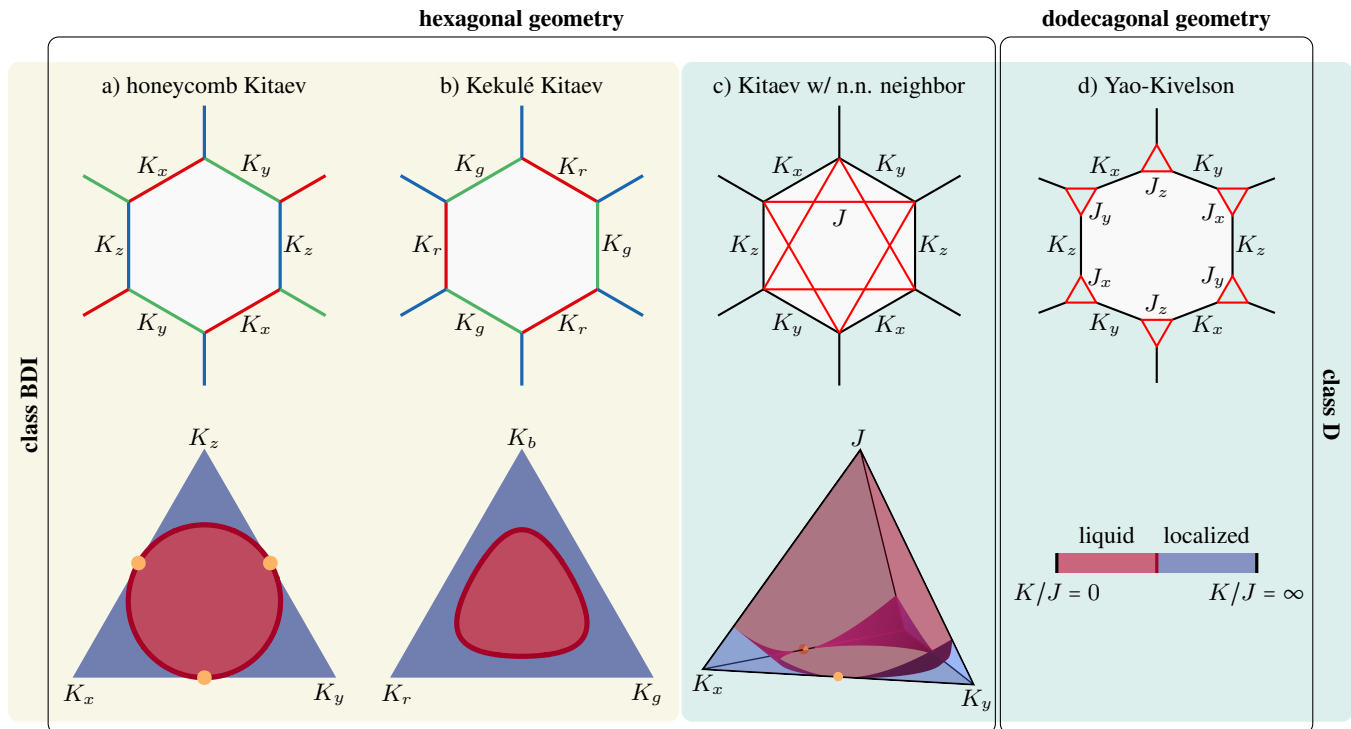 hexagonal geometry
dodecagonal geometry
class BDI
class D
a) honeycomb Kitaev
K_x
K_y
K_z
K_z
K_y
K_x
b) Kekulé Kitaev
K_g
K_r
K_r
K_g
K_g
K_r
c) Kitaev w/ n.n. neighbor
K_x
K_y
J
K_z
K_z
K_y
K_x
d) Yao-Kivelson
K_x
K_y
J_z
J_y
J_x
K_z
K_z
J_x
J_y
J_z
K_y
K_x
K_z
K_x
K_y
K_b
K_r
K_g
J
K_x
K_y
liquid localized
K/J = 0
K/J = ∞